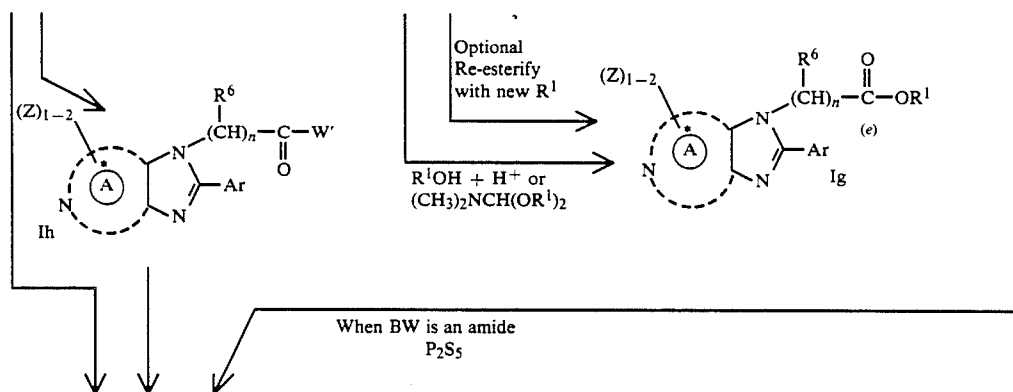 Optional
Re-esterify
with new R¹
R¹OH + H⁺ or
(CH₃)₂NCH(OR¹)₂
(Z)₁₋₂
R⁶
(CH)ₙ—C—W′
O
*
A
N
N
Ar
N
Ih
(Z)₁₋₂
R⁶
O
(CH)ₙ—C—OR¹
(e)
*
A
N
N
Ar
N
Ig
When BW is an amide
P₂S₅